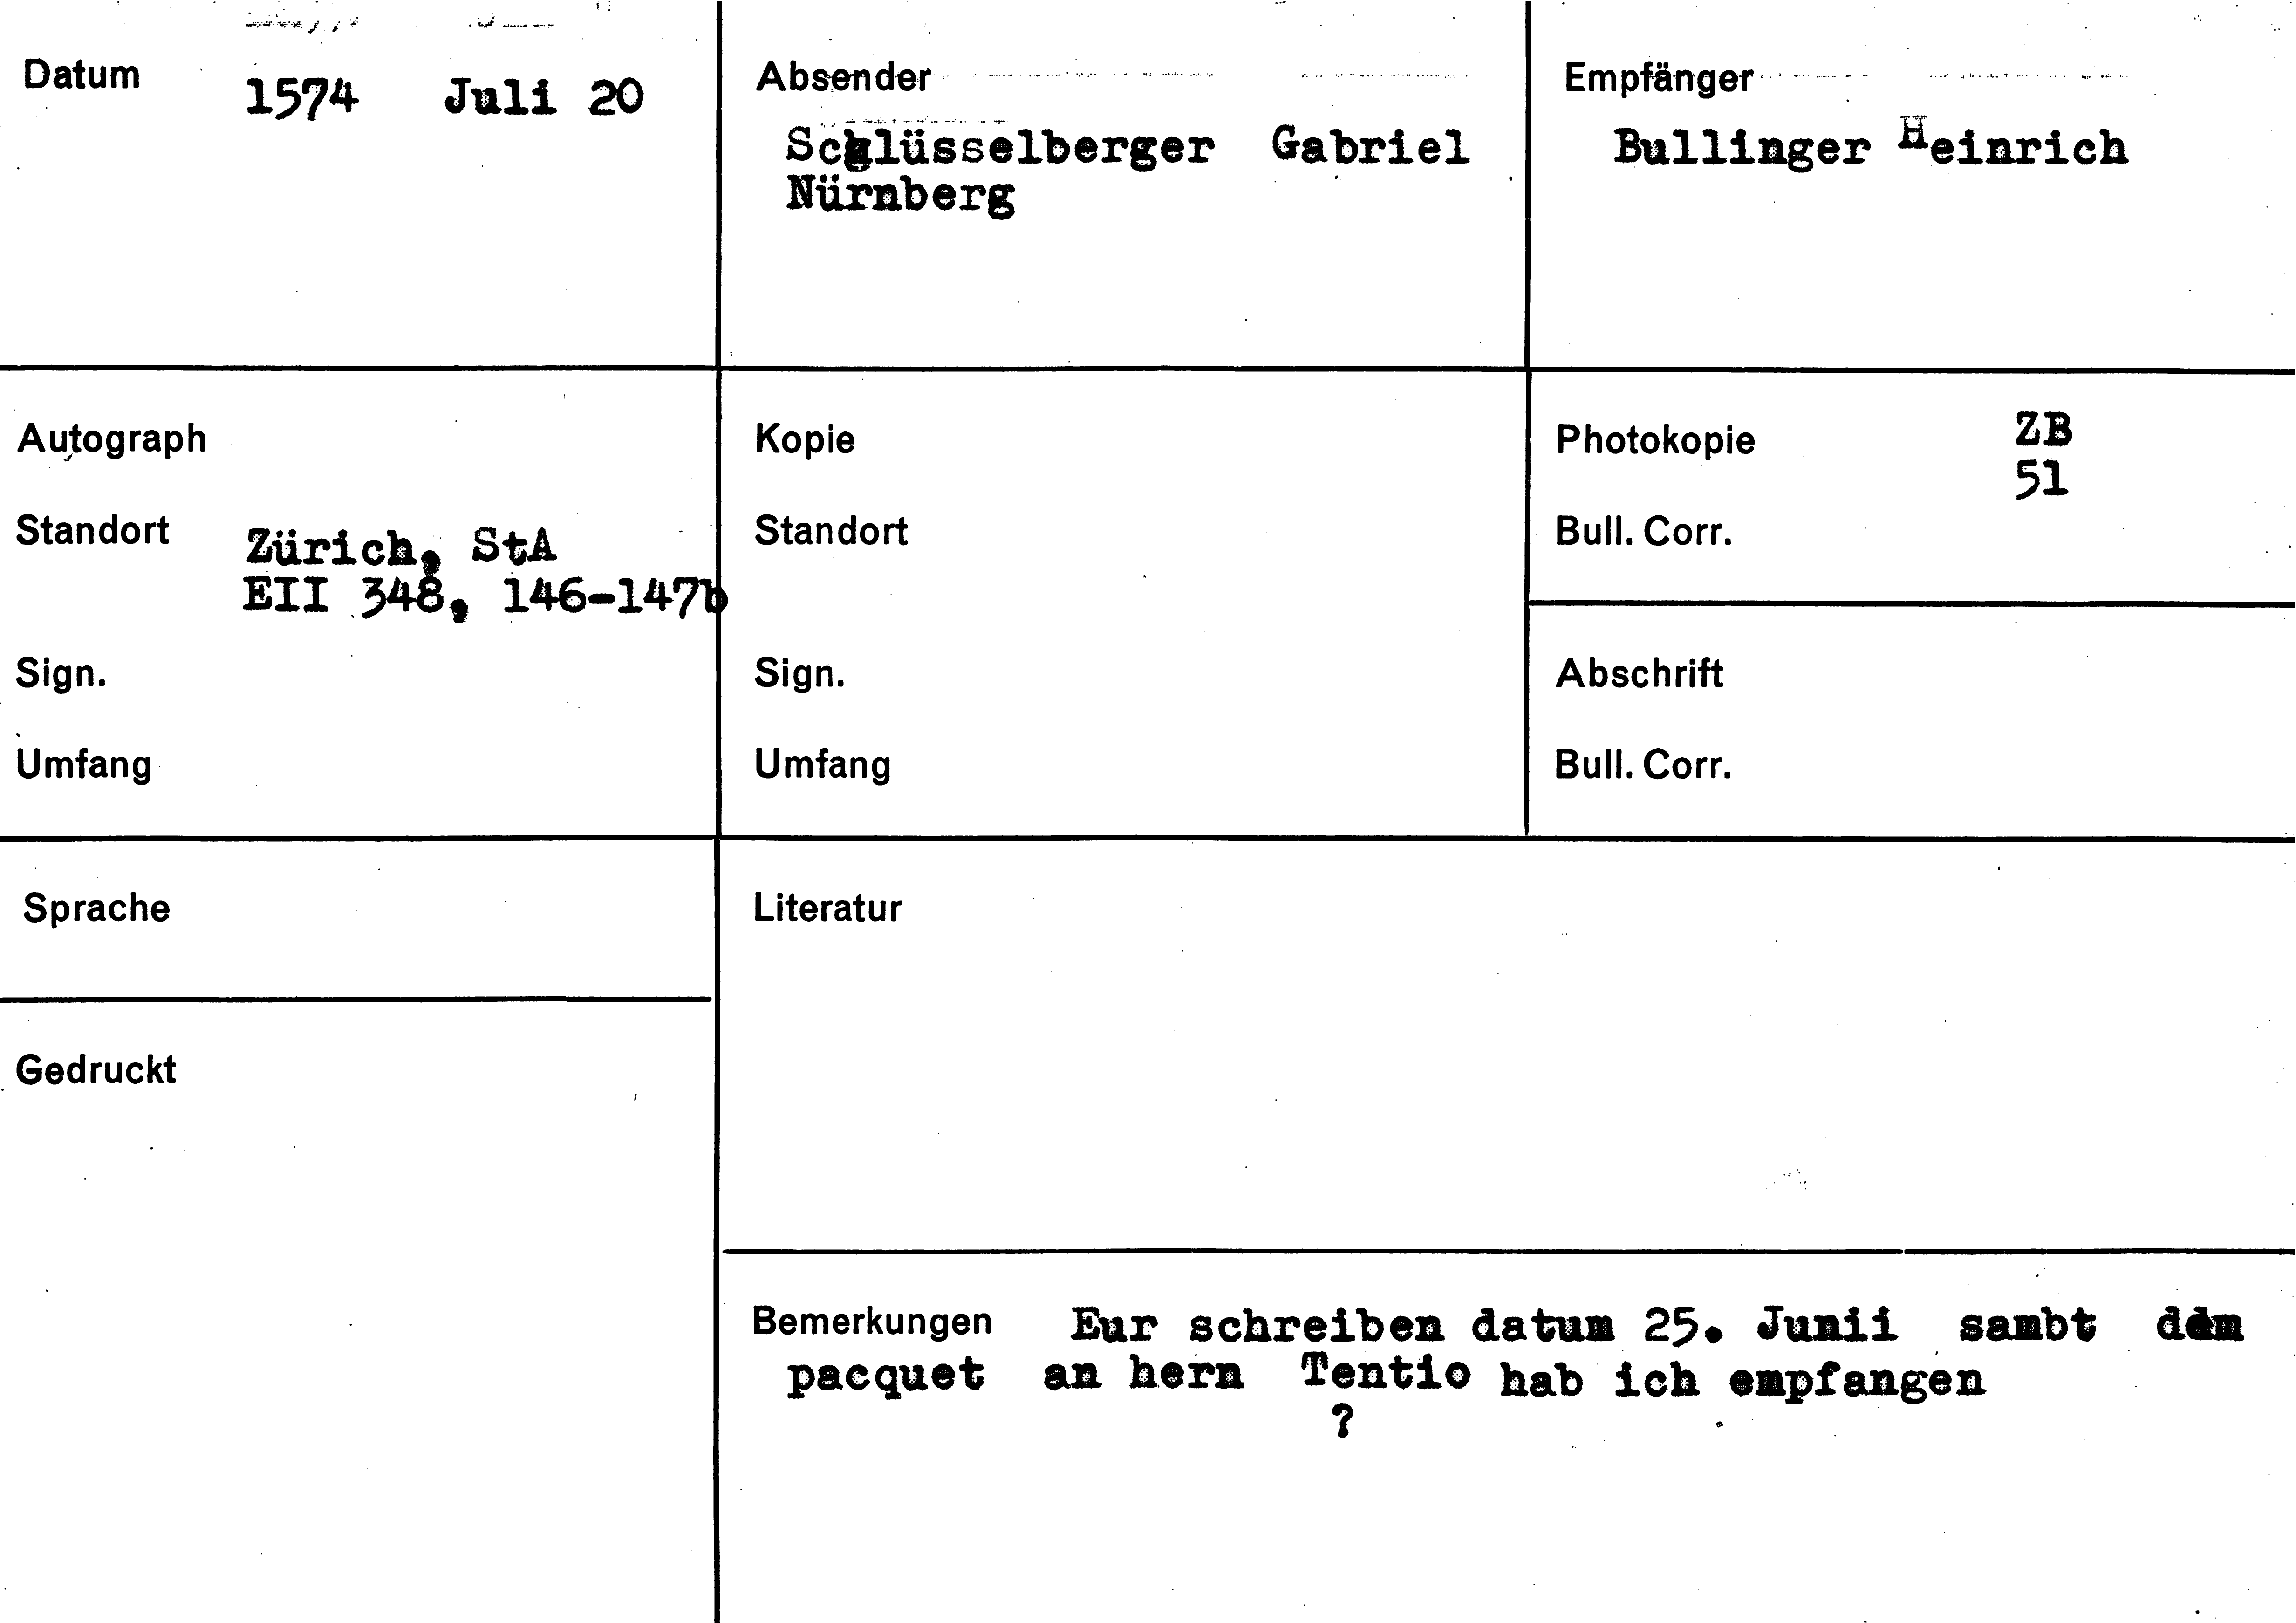 Datum 1574 Juli 20
Absender
Schlüsselberger Gabriel
Nürnberg
Empfänger
Bullinger Heinrich
Autograph
Standort Zürich, StA
EII 348, 146-147b
Sign.
Umfang
Kopie
Standort
Sign.
Umfang
Photokopie ZB
51
Bull. Corr.
Abschrift
Bull. Corr.
Sprache
Gedruckt
Literatur
Bemerkungen Eur schreiben datum 25. Junii sambt dem
pacquet an hern Tentio hab ich empfangen
?